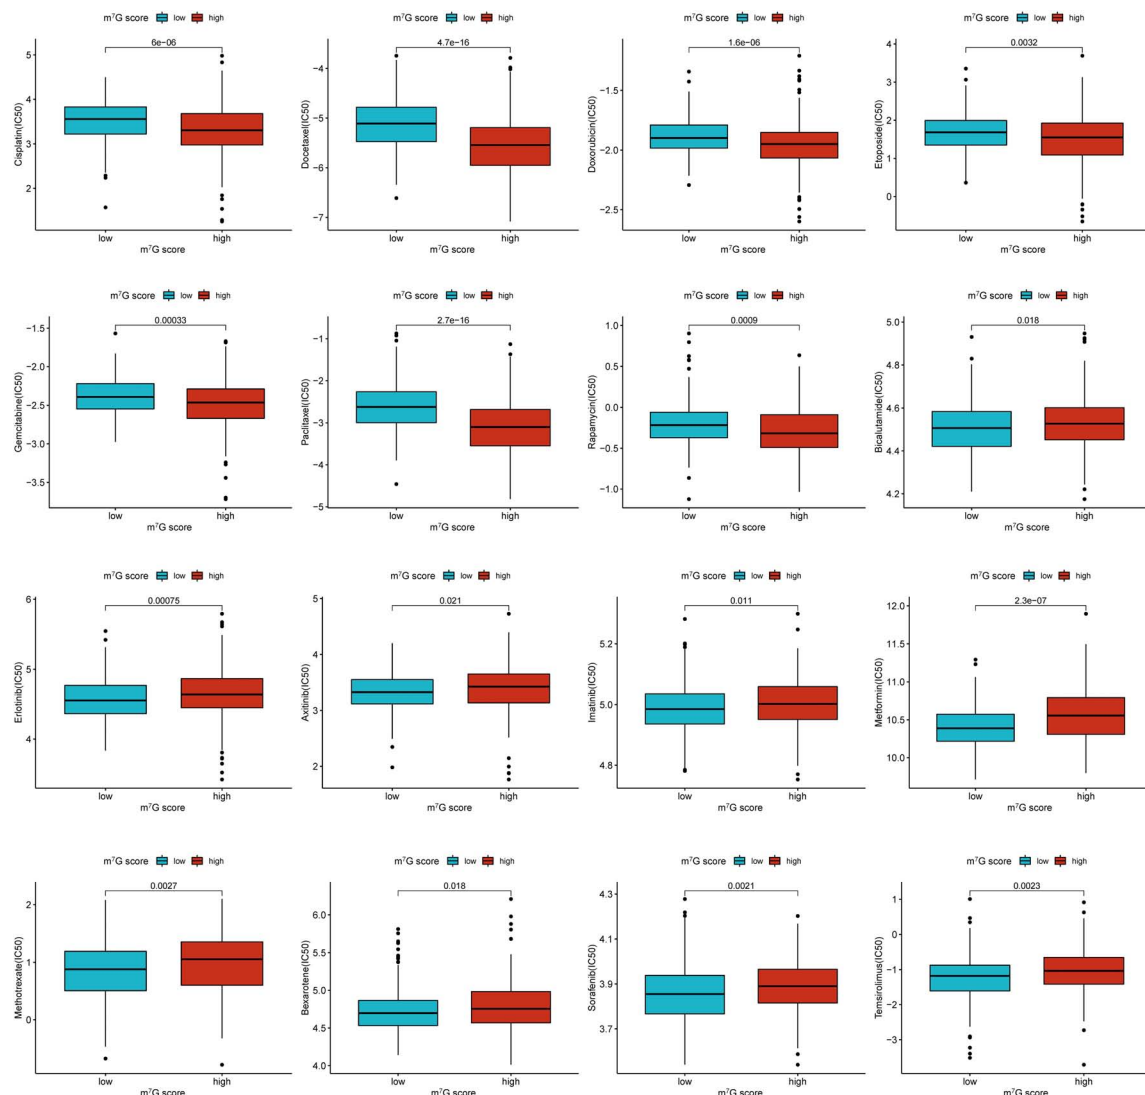 m⁷G score low high
6e−06
Cisplatin(IC50)
5
4
3
2
low high
m⁷G score
m⁷G score low high
4.7e−16
Docetaxel(IC50)
−4
−5
−6
−7
low high
m⁷G score
m⁷G score low high
1.6e−06
Doxorubicin(IC50)
−1.0
−1.5
−2.0
−2.5
low high
m⁷G score
m⁷G score low high
0.0032
Etoposide(IC50)
4
3
2
1
0
low high
m⁷G score
m⁷G score low high
0.00033
Gemcitabine(IC50)
−1.5
−2.0
−2.5
−3.0
−3.5
low high
m⁷G score
m⁷G score low high
2.7e−16
Paclitaxel(IC50)
−1
−2
−3
−4
−5
low high
m⁷G score
m⁷G score low high
0.0009
Rapamycin(IC50)
1.0
0.5
0.0
−0.5
−1.0
low high
m⁷G score
m⁷G score low high
0.018
Bicalutamide(IC50)
5.0
4.8
4.6
4.4
4.2
low high
m⁷G score
m⁷G score low high
0.00075
Erlotinib(IC50)
6
5
4
low high
m⁷G score
m⁷G score low high
0.021
Axitinib(IC50)
5
4
3
2
low high
m⁷G score
m⁷G score low high
0.011
Imatinib(IC50)
5.2
5.0
4.8
low high
m⁷G score
m⁷G score low high
2.3e−07
Metformin(IC50)
12.0
11.5
11.0
10.5
10.0
low high
m⁷G score
m⁷G score low high
0.0027
Methotrexate(IC50)
2
1
0
low high
m⁷G score
m⁷G score low high
0.018
Bexarotene(IC50)
6.0
5.5
5.0
4.5
4.0
low high
m⁷G score
m⁷G score low high
0.0021
Sorafenib(IC50)
4.3
4.1
3.9
3.7
low high
m⁷G score
m⁷G score low high
0.0023
Temsirolimus(IC50)
1
0
−1
−2
−3
low high
m⁷G score